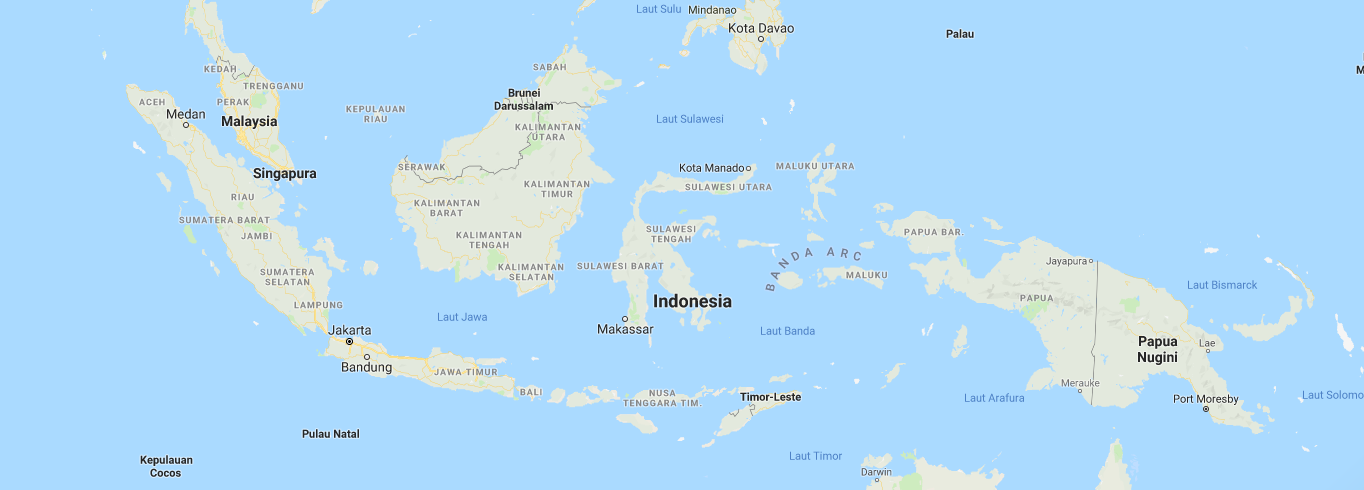 Laut Sulu
Mindanao
Kota Davao
Palau
M
SABAH
KEDAH
TRENGGANU
ACEH
PERAK
Medan
Malaysia
KEPULAUAN
RIAU
Brunei
Darussalam
Laut Sulawesi
KALIMANTAN
UTARA
SERAWAK
Singapura
Kota Manado
MALUKU UTARA
SULAWESI UTARA
KALIMANTAN
TIMUR
RIAU
KALIMANTAN
BARAT
SUMATERA BARAT
JAMBI
KALIMANTAN
TENGAH
SULAWESI
TENGAH
PAPUA BAR.
BANDA ARC
Jayapura
SUMATERA
SELATAN
KALIMANTAN
SELATAN
SULAWESI BARAT
MALUKU
Laut Bismarck
LAMPUNG
Indonesia
PAPUA
Laut Jawa
Jakarta
Makassar
Laut Banda
Papua
Nugini
Lae
Bandung
JAWA TIMUR
BALI
NUSA
TENGGARA TIM.
Timor-Leste
Merauke
Laut Arafura
Port Moresby
Laut Solomo
Pulau Natal
Kepulauan
Cocos
Laut Timor
Darwin